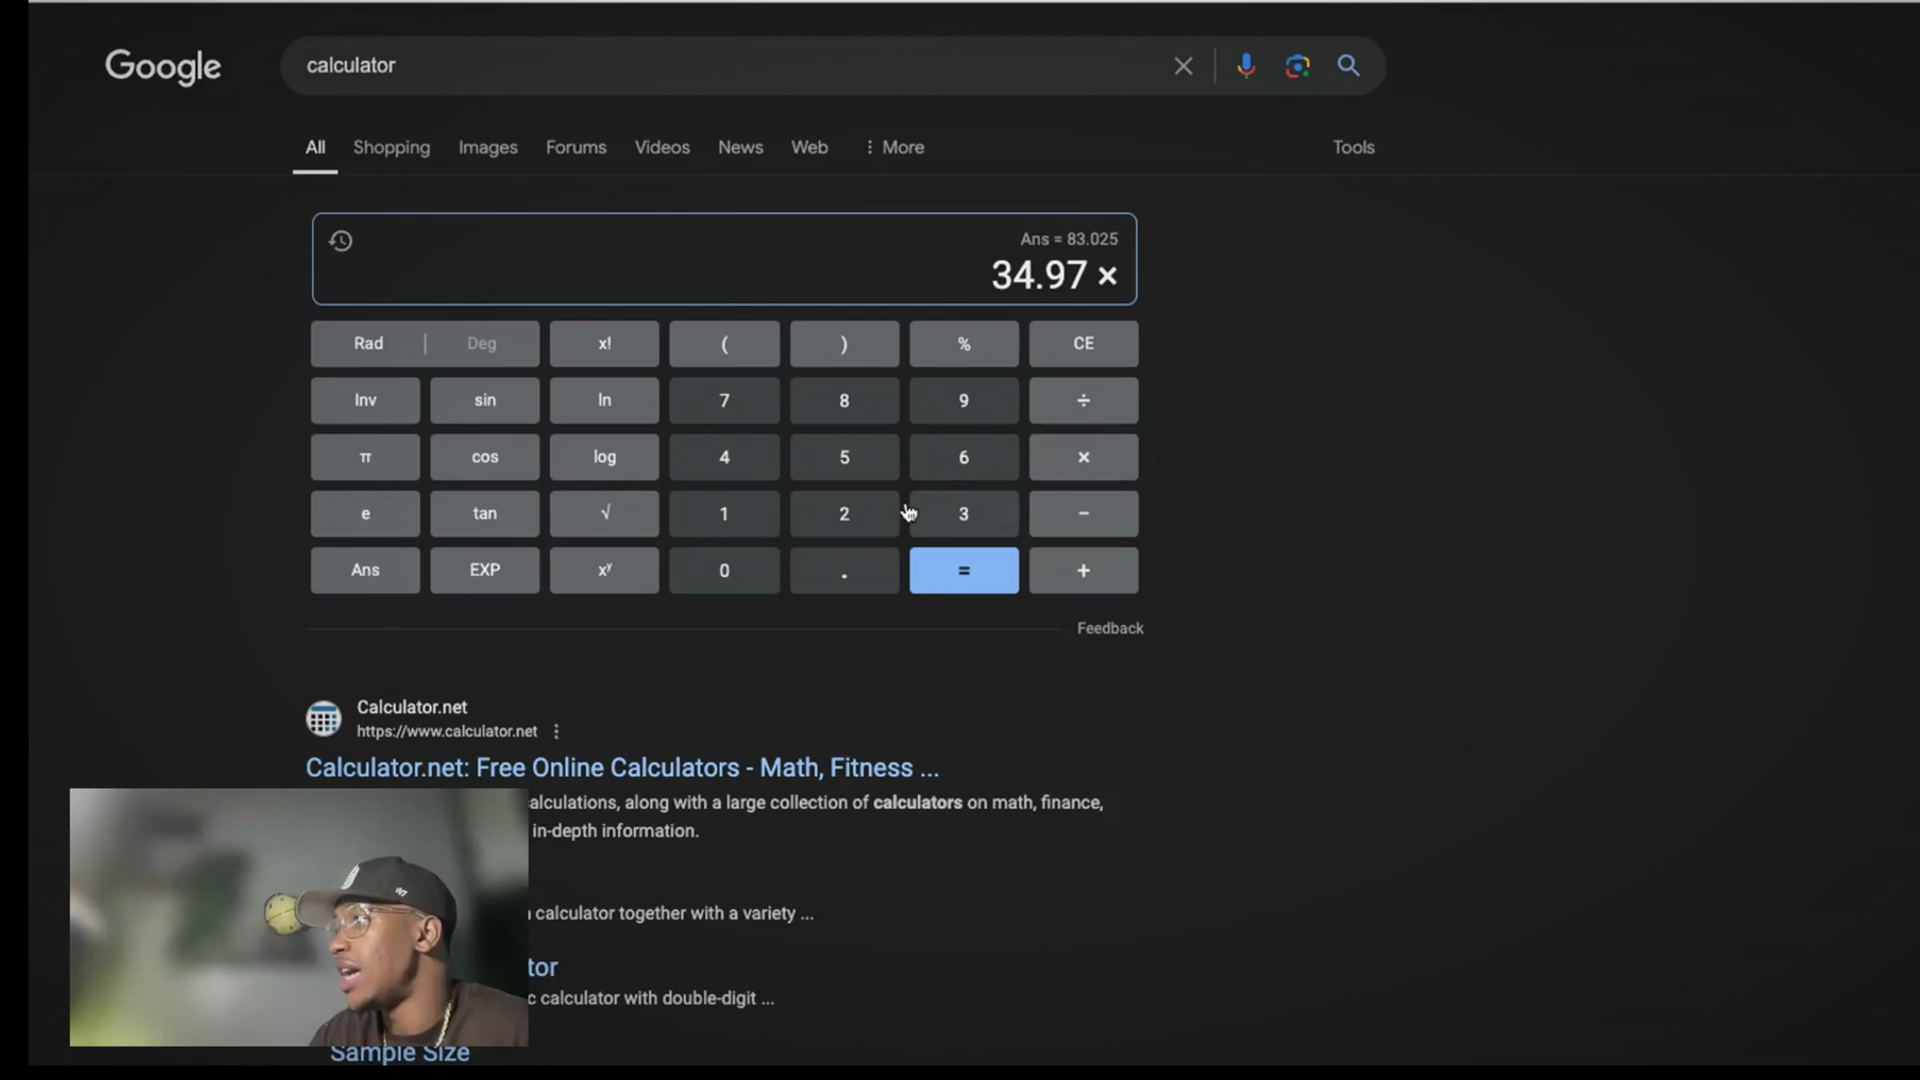 Google
calculator
All Shopping Images Forums Videos News Web More
Tools
Ans = 83.025
34.97 ×
Rad | Deg x! ( ) % CE
Inv sin ln 7 8 9 ÷
π cos log 4 5 6 ×
e tan √ 1 2 3 −
Ans EXP xʸ 0 . = +
Feedback
Calculator.net
https://www.calculator.net
Calculator.net: Free Online Calculators - Math, Fitness ...
alculations, along with a large collection of calculators on math, finance,
in-depth information.
calculator together with a variety ...
tor
c calculator with double-digit ...
Sample Size